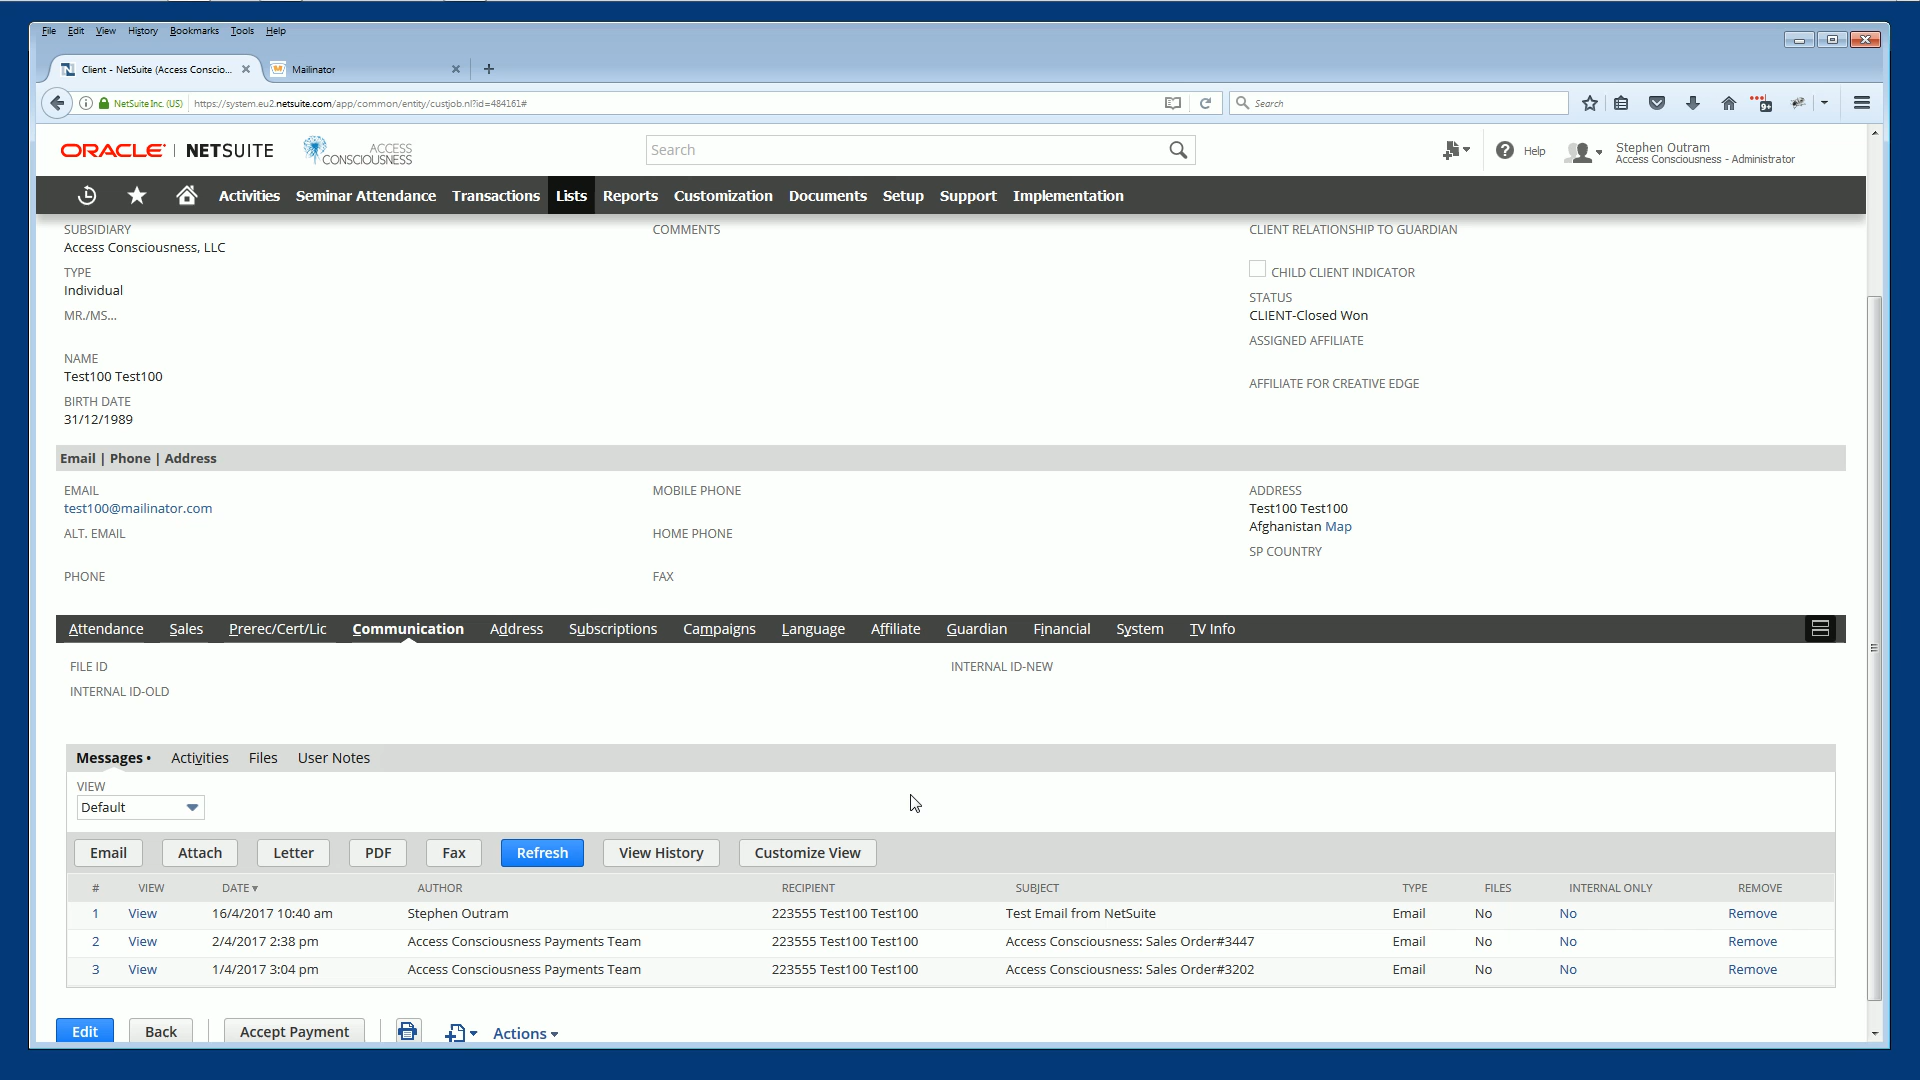 File Edit View History Bookmarks Tools Help
Client - NetSuite (Access Conscio...
Mailinator
NetSuite Inc. (US) https://system.eu2.netsuite.com/app/common/entity/custjob.nl?id=484161#
Search
ORACLE | NETSUITE
ACCESS
CONSCIOUSNESS
Search
Help
Stephen Outram
Access Consciousness - Administrator
Activities Seminar Attendance Transactions Lists Reports Customization Documents Setup Support Implementation
SUBSIDIARY
Access Consciousness, LLC
TYPE
Individual
MR./MS...
NAME
Test100 Test100
BIRTH DATE
31/12/1989
COMMENTS
CLIENT RELATIONSHIP TO GUARDIAN
CHILD CLIENT INDICATOR
STATUS
CLIENT-Closed Won
ASSIGNED AFFILIATE
AFFILIATE FOR CREATIVE EDGE
Email | Phone | Address
EMAIL
test100@mailinator.com
ALT. EMAIL
PHONE
MOBILE PHONE
HOME PHONE
FAX
ADDRESS
Test100 Test100
Afghanistan Map
SP COUNTRY
Attendance Sales Prerec/Cert/Lic Communication Address Subscriptions Campaigns Language Affiliate Guardian Financial System TV Info
FILE ID
INTERNAL ID-OLD
INTERNAL ID-NEW
Messages • Activities Files User Notes
VIEW
Default
Email Attach Letter PDF Fax Refresh View History Customize View
# VIEW DATE AUTHOR RECIPIENT SUBJECT TYPE FILES INTERNAL ONLY REMOVE
1 View 16/4/2017 10:40 am Stephen Outram 223555 Test100 Test100 Test Email from NetSuite Email No No Remove
2 View 2/4/2017 2:38 pm Access Consciousness Payments Team 223555 Test100 Test100 Access Consciousness: Sales Order#3447 Email No No Remove
3 View 1/4/2017 3:04 pm Access Consciousness Payments Team 223555 Test100 Test100 Access Consciousness: Sales Order#3202 Email No No Remove
Edit Back Accept Payment Actions